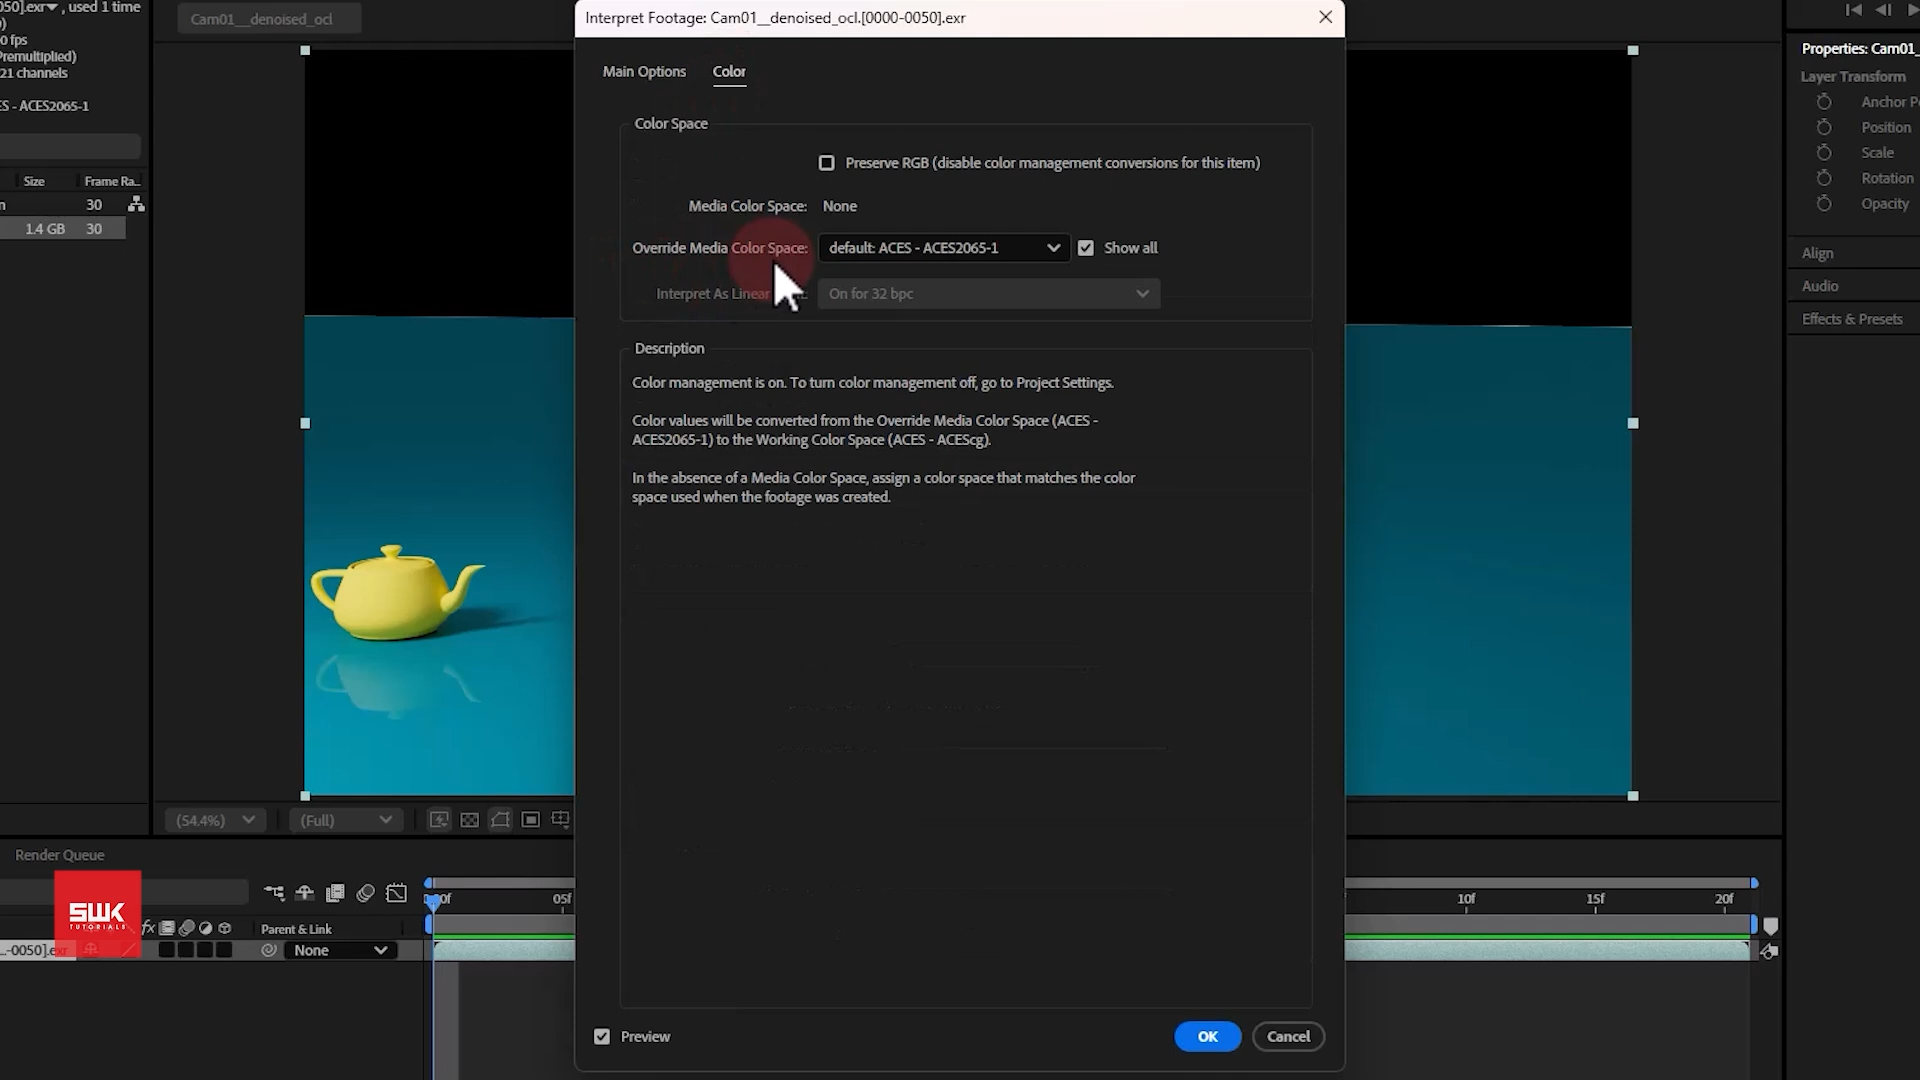 50].exr , used 1 time
Cam01__denoised_ocl
0 fps
Premultiplied)
21 channels
ES - ACES2065-1
Size
Frame Ra...
30
1.4 GB
30
Interpret Footage: Cam01__denoised_ocl.[0000-0050].exr
Main Options
Color
Color Space
Preserve RGB (disable color management conversions for this item)
Media Color Space: None
Override Media Color Space: default: ACES - ACES2065-1
Show all
Interpret As Linear
On for 32 bpc
Description
Color management is on. To turn color management off, go to Project Settings.
Color values will be converted from the Override Media Color Space (ACES -
ACES2065-1) to the Working Color Space (ACES - ACEScg).
In the absence of a Media Color Space, assign a color space that matches the color
space used when the footage was created.
Preview
OK
Cancel
Properties: Cam01_
Layer Transform
Anchor Po
Position
Scale
Rotation
Opacity
Align
Audio
Effects & Presets
(54.4%)
(Full)
Render Queue
SWK
TUTORIALS
fx
Parent & Link
...-0050].exr
None
00f
05f
10f
15f
20f